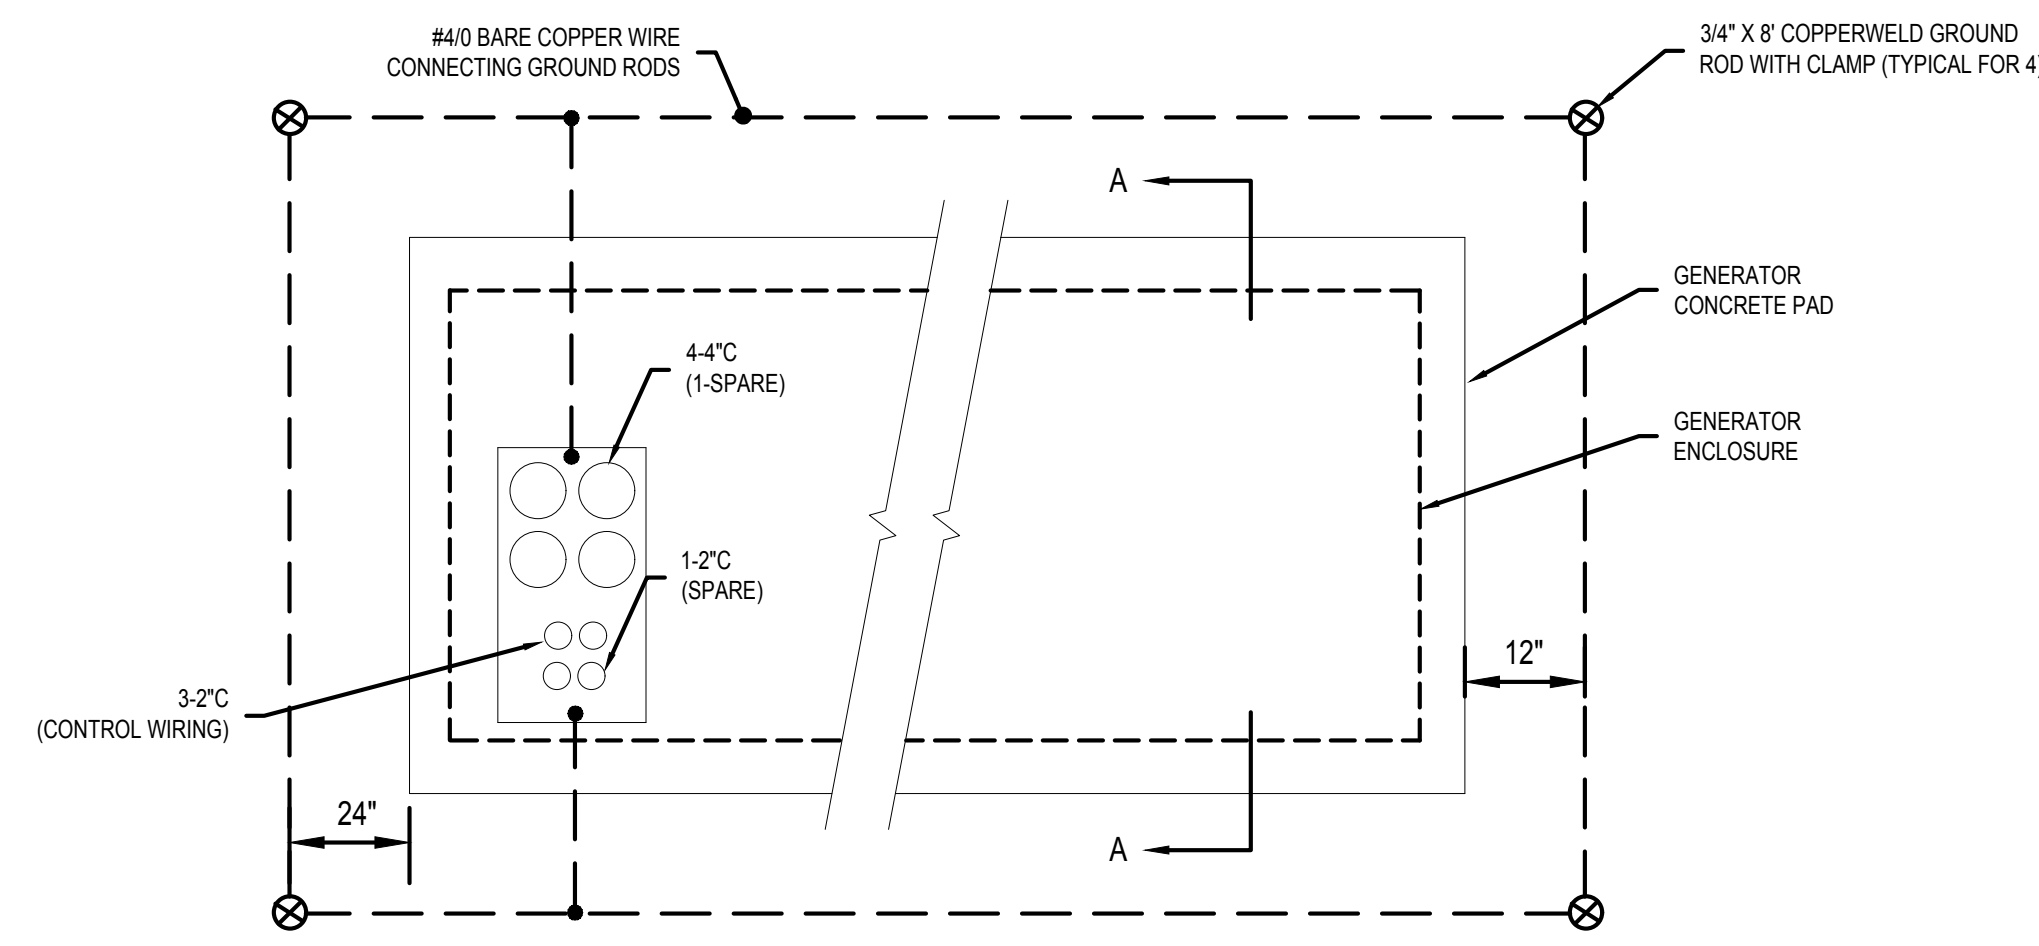 #4/0 BARE COPPER WIRE
CONNECTING GROUND RODS
3/4" X 8' COPPERWELD GROUND
ROD WITH CLAMP (TYPICAL FOR 4)
A
GENERATOR
CONCRETE PAD
4-4"C
(1-SPARE)
GENERATOR
ENCLOSURE
1-2"C
(SPARE)
12"
3-2"C
(CONTROL WIRING)
24"
A